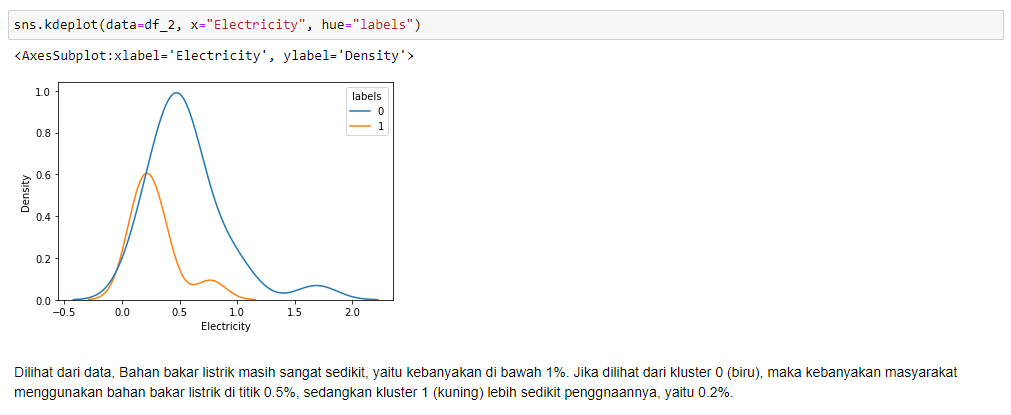 sns.kdeplot(data=df_2, x="Electricity", hue="labels")
<AxesSubplot:xlabel='Electricity', ylabel='Density'>
labels
0
1
1.0
0.8
0.6
0.4
0.2
0.0
Density
−0.5 0.0 0.5 1.0 1.5 2.0
Electricity
Dilihat dari data, Bahan bakar listrik masih sangat sedikit, yaitu kebanyakan di bawah 1%. Jika dilihat dari kluster 0 (biru), maka kebanyakan masyarakat
menggunakan bahan bakar listrik di titik 0.5%, sedangkan kluster 1 (kuning) lebih sedikit penggnaannya, yaitu 0.2%.